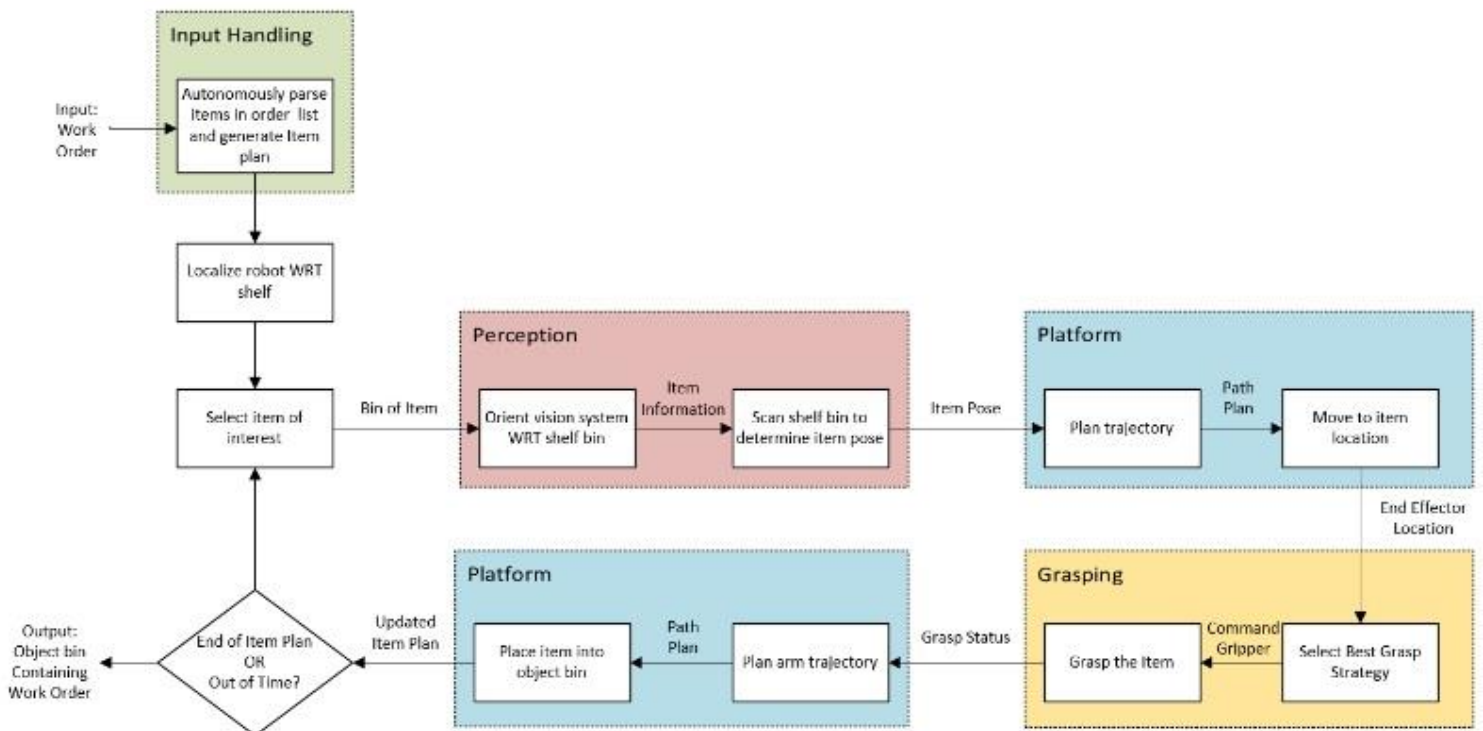 Input Handling
Autonomously parse
items in order list
and generate Item
plan
Input:
Work
Order
Localize robot WRT
shelf
Select item of
interest
Bin of Item
Perception
Orient vision system
WRT shelf bin
Item
Information
Scan shelf bin to
determine item pose
Item Pose
Platform
Plan trajectory
Path
Plan
Move to item
location
End Effector
Location
Grasping
Select Best Grasp
Strategy
Command
Gripper
Grasp the Item
Grasp Status
Platform
Plan arm trajectory
Path
Plan
Place item into
object bin
Updated
Item Plan
End of Item Plan
OR
Out of Time?
Output:
Object bin
Containing
Work Order